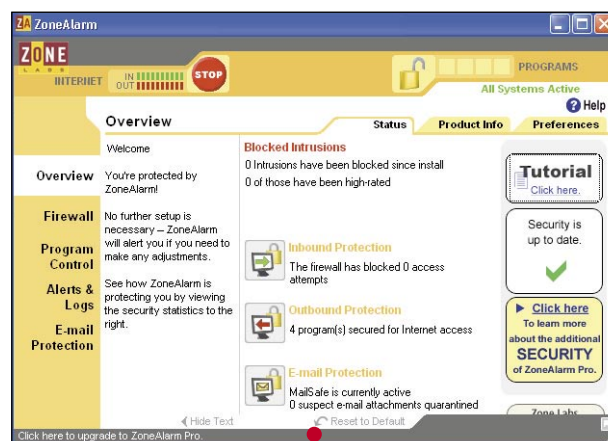 ZA ZoneAlarm
ZONE
LABS
INTERNET
IN
OUT
STOP
PROGRAMS
All Systems Active
Help
Overview
Status
Product Info
Preferences
Overview
Firewall
Program
Control
Alerts &
Logs
E-mail
Protection
Welcome
You're protected by
ZoneAlarm!
No further setup is
necessary – ZoneAlarm
will alert you if you need to
make any adjustments.
See how ZoneAlarm is
protecting you by viewing
the security statistics to the
right.
Blocked Intrusions
0 Intrusions have been blocked since install
0 of those have been high-rated
Inbound Protection
The firewall has blocked 0 access
attempts
Outbound Protection
4 program(s) secured for Internet access
E-mail Protection
MailSafe is currently active
0 suspect e-mail attachments quarantined
Tutorial
Click here.
Security is
up to date.
Click here
To learn more
about the additional
SECURITY
of ZoneAlarm Pro.
Zone Labs
Hide Text
Reset to Default
Click here to upgrade to ZoneAlarm Pro.